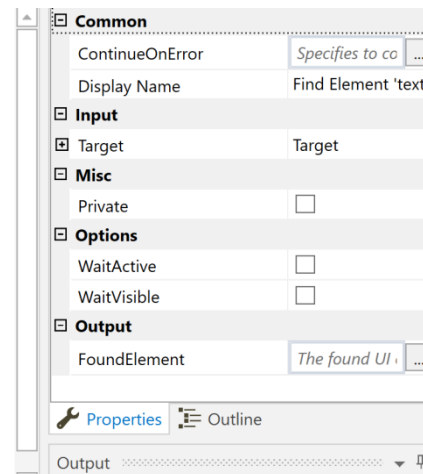 Common
ContinueOnError Specifies to co ...
Display Name Find Element 'text
Input
Target Target
Misc
Private
Options
WaitActive
WaitVisible
Output
FoundElement The found UI ...
Properties Outline
Output